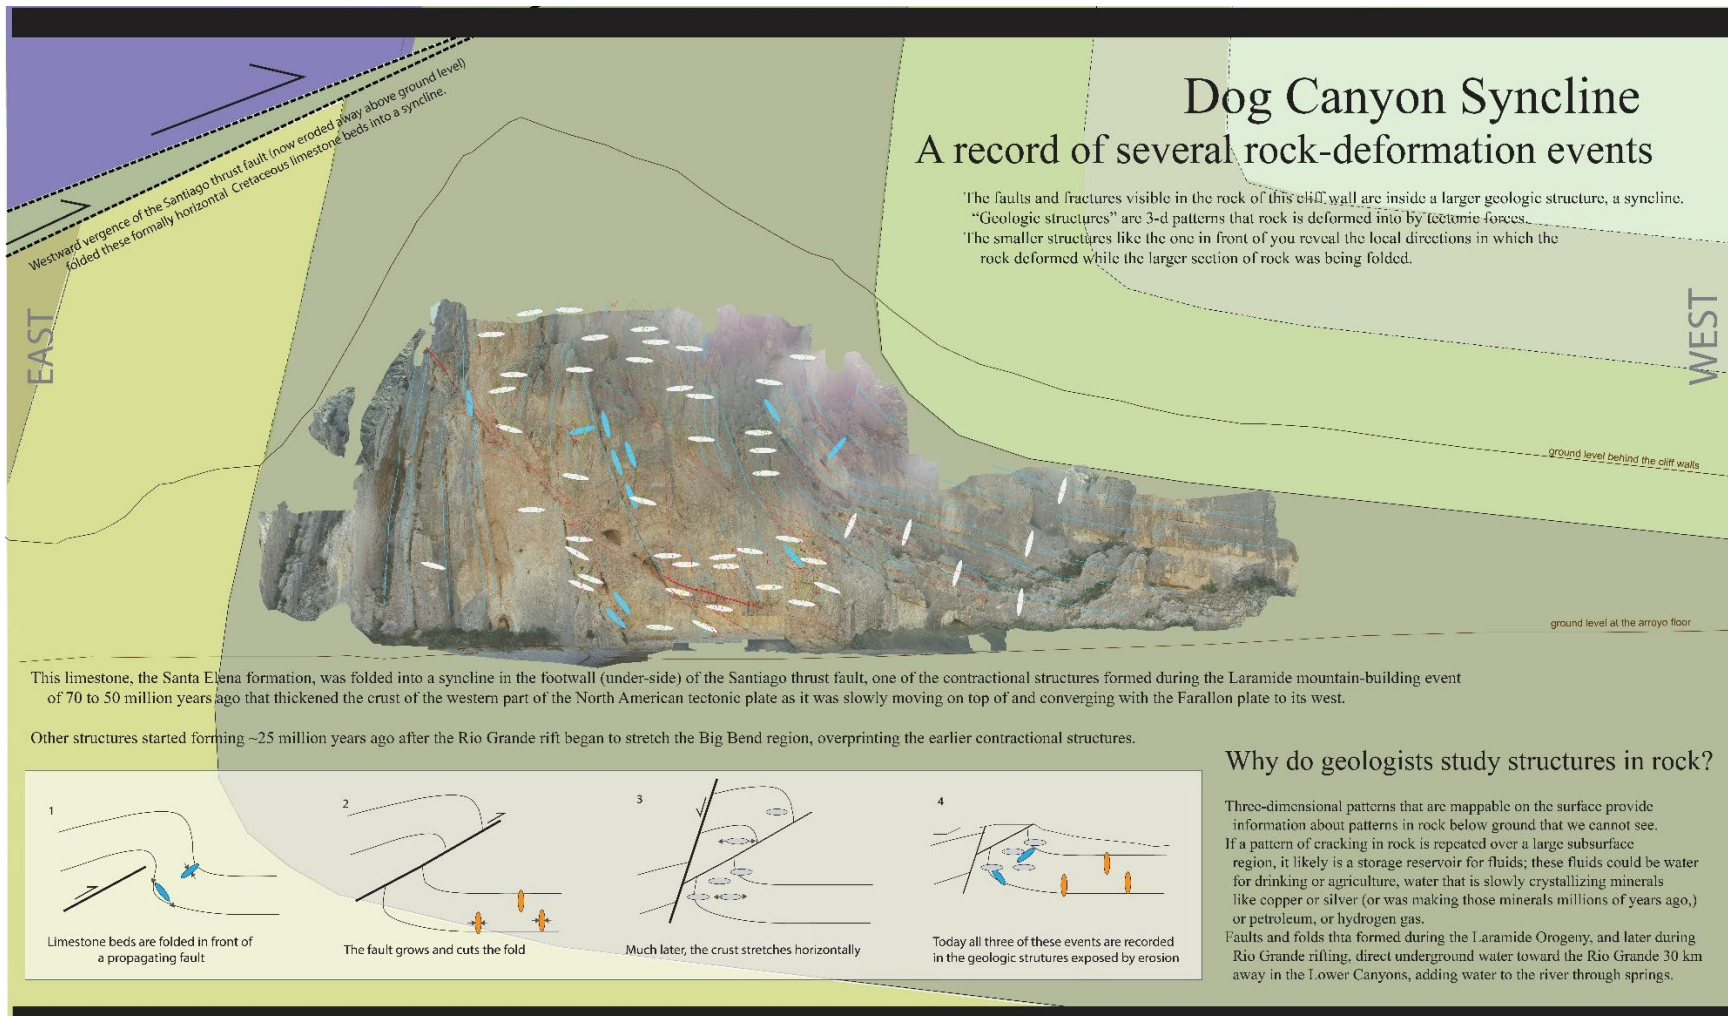 Westward vergence of the Santiago thrust fault (now eroded away above ground level)
folded these formally horizontal Cretaceous limestone beds into a syncline.
EAST
Dog Canyon Syncline
A record of several rock-deformation events
The faults and fractures visible in the rock of this cliff wall are inside a larger geologic structure, a syncline.
“Geologic structures” are 3-d patterns that rock is deformed into by tectonic forces.
The smaller structures like the one in front of you reveal the local directions in which the
rock deformed while the larger section of rock was being folded.
WEST
ground level behind the cliff walls
ground level at the arroyo floor
This limestone, the Santa Elena formation, was folded into a syncline in the footwall (under-side) of the Santiago thrust fault, one of the contractional structures formed during the Laramide mountain-building event
of 70 to 50 million years ago that thickened the crust of the western part of the North American tectonic plate as it was slowly moving on top of and converging with the Farallon plate to its west.
Other structures started forming ~25 million years ago after the Rio Grande rift began to stretch the Big Bend region, overprinting the earlier contractional structures.
1
Limestone beds are folded in front of
a propagating fault
2
The fault grows and cuts the fold
3
Much later, the crust stretches horizontally
4
Today all three of these events are recorded
in the geologic strutures exposed by erosion
Why do geologists study structures in rock?
Three-dimensional patterns that are mappable on the surface provide
information about patterns in rock below ground that we cannot see.
If a pattern of cracking in rock is repeated over a large subsurface
region, it likely is a storage reservoir for fluids; these fluids could be water
for drinking or agriculture, water that is slowly crystallizing minerals
like copper or silver (or was making those minerals millions of years ago,)
or petroleum, or hydrogen gas.
Faults and folds thta formed during the Laramide Orogeny, and later during
Rio Grande rifting, direct underground water toward the Rio Grande 30 km
away in the Lower Canyons, adding water to the river through springs.